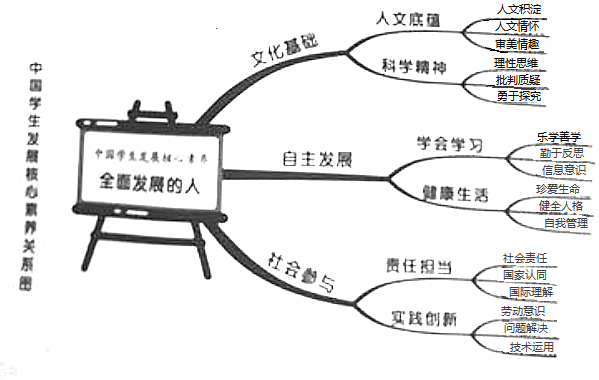 中国学生发展核心素养关系图
中国学生发展核心素养
全面发展的人
文化基础
人文底蕴
人文积淀
人文情怀
审美情趣
科学精神
理性思维
批判质疑
勇于探究
自主发展
学会学习
乐学善学
勤于反思
信息意识
健康生活
珍爱生命
健全人格
自我管理
社会参与
责任担当
社会责任
国家认同
国际理解
实践创新
劳动意识
问题解决
技术运用